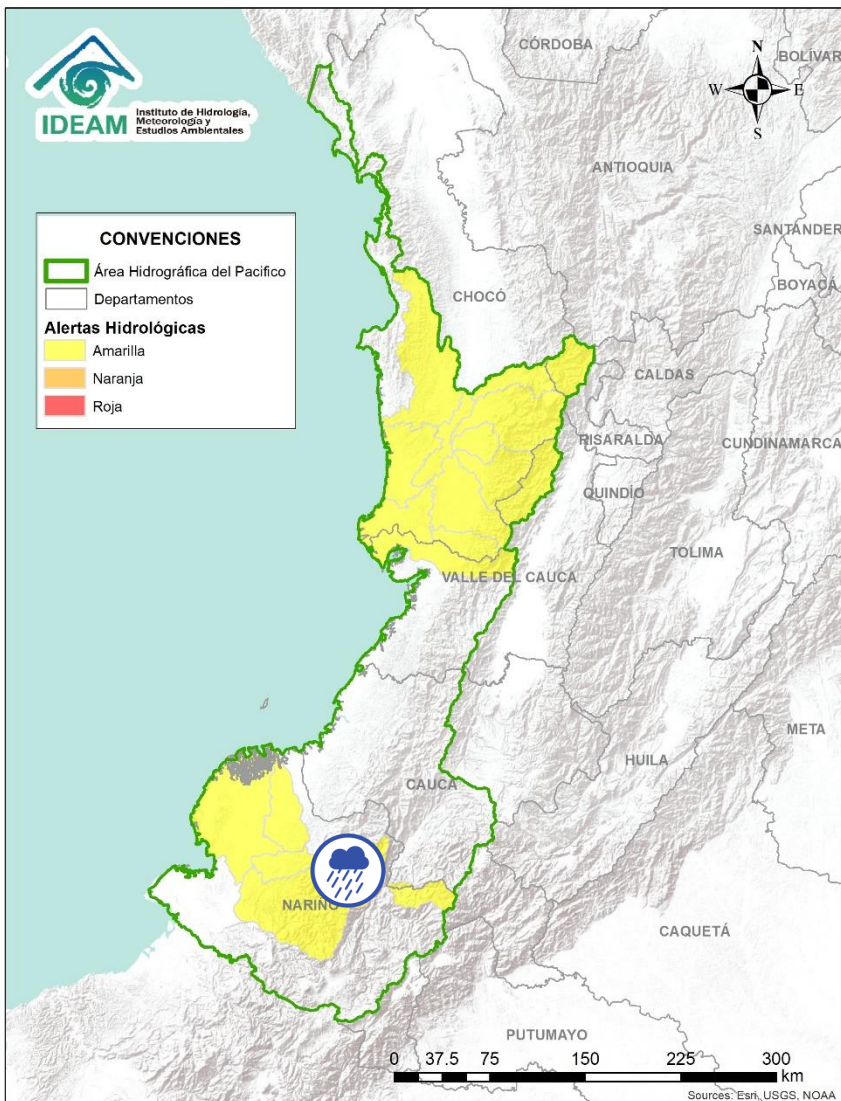 CÓRDOBA
BOLÍVAR
N
W
E
S
IDEAM
Instituto de Hidrología,
Meteorología y
Estudios Ambientales
ANTIOQUIA
SANTANDER
CONVENCIONES
Área Hidrográfica del Pacifico
Departamentos
Alertas Hidrológicas
Amarilla
Naranja
Roja
BOYACÁ
CHOCÓ
CALDAS
RISARALDA
CUNDINAMARCA
QUINDÍO
TOLIMA
VALLE DEL CAUCA
META
HUILA
CAUCA
NARIÑO
CAQUETÁ
PUTUMAYO
0 37.5 75 150 225 300
km
Sources: Esri, USGS, NOAA